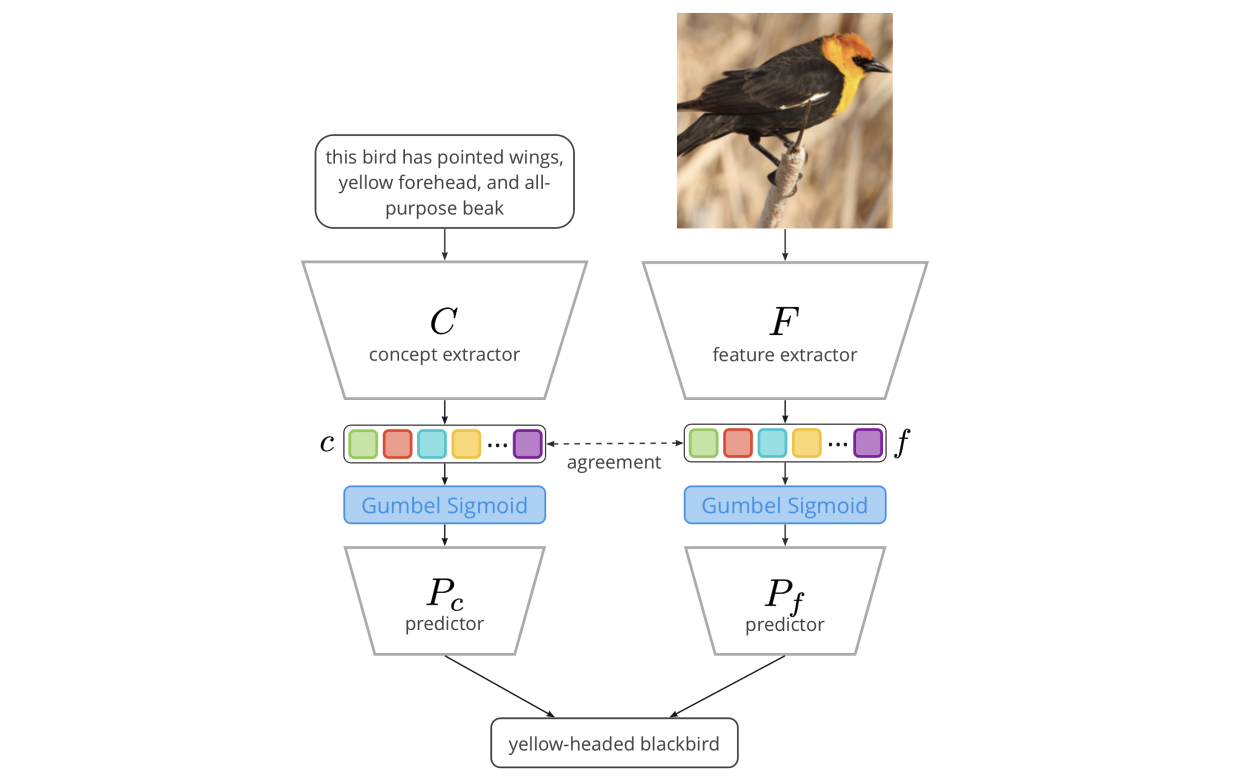 this bird has pointed wings,
yellow forehead, and all-
purpose beak
C
concept extractor
F
feature extractor
c
...
agreement
...
f
Gumbel Sigmoid
Gumbel Sigmoid
P_c
predictor
P_f
predictor
yellow-headed blackbird